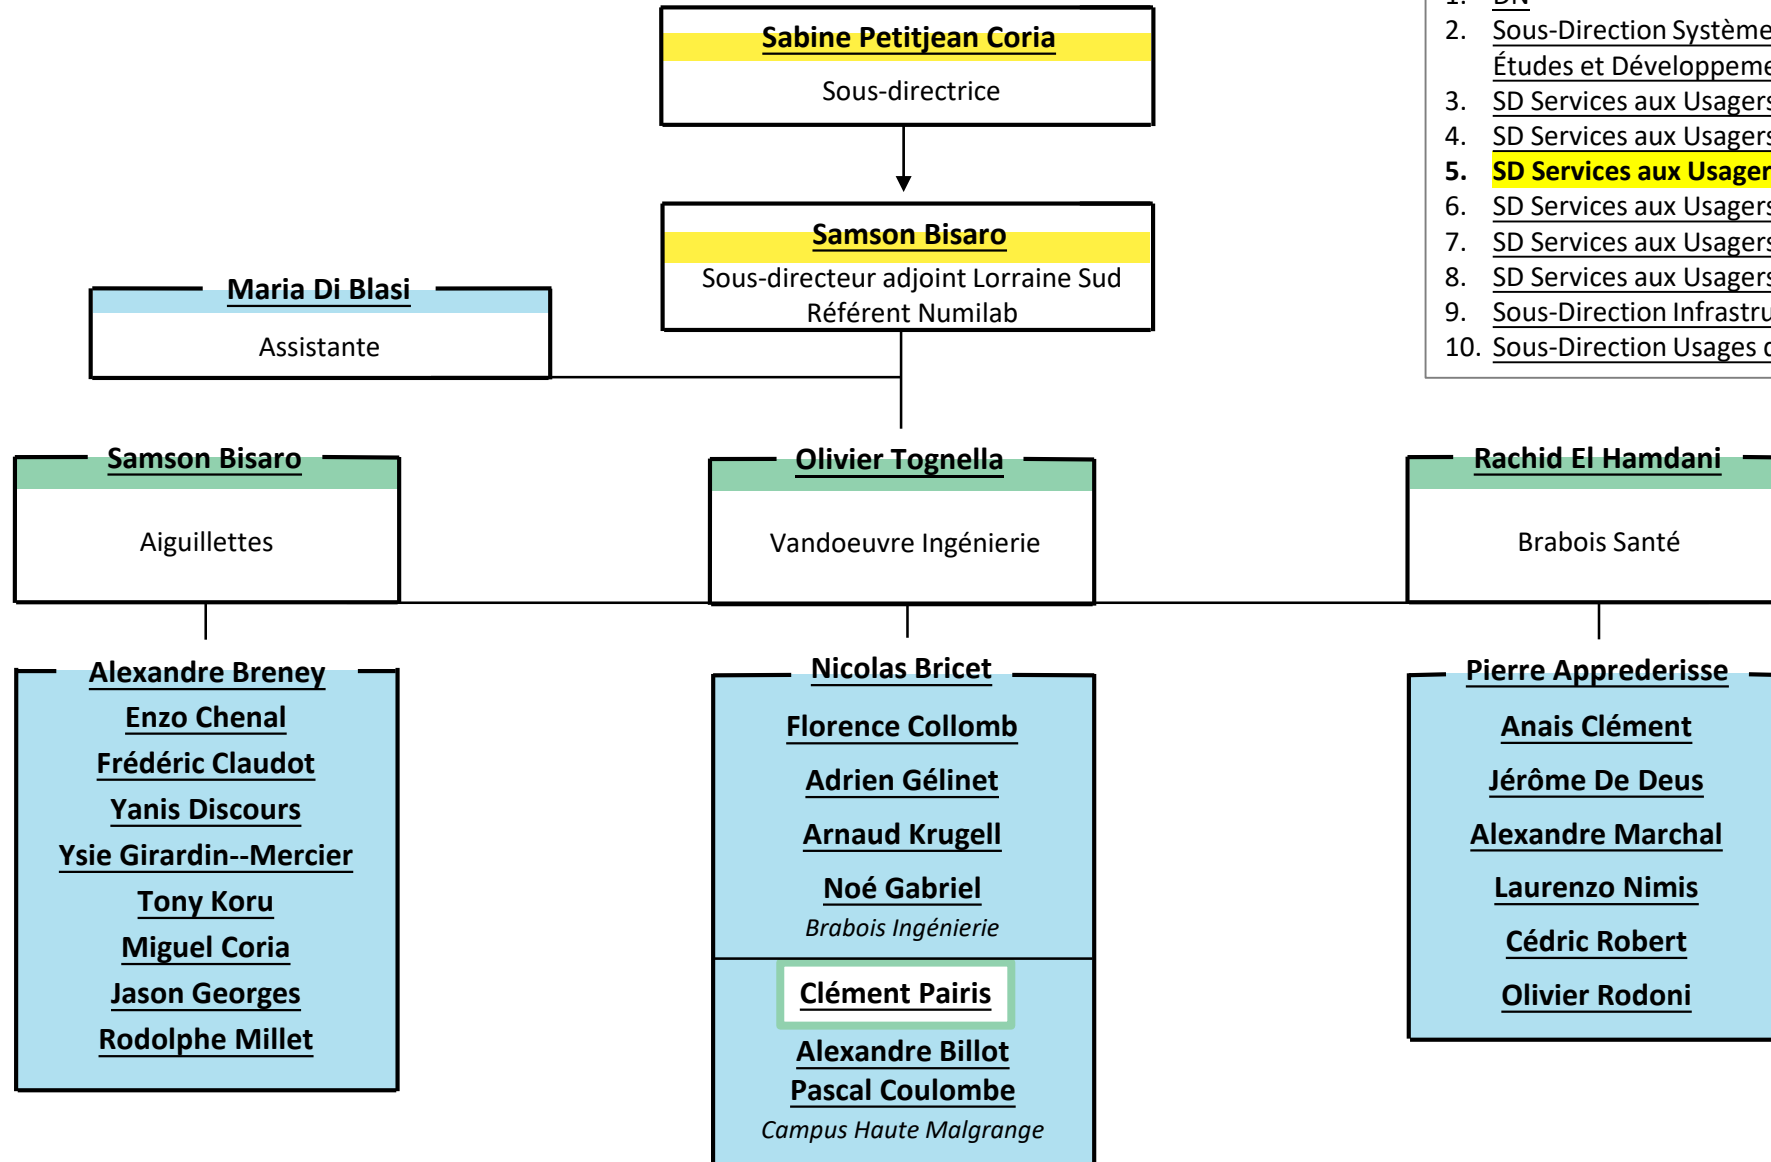 Sabine Petitjean Coria
Sous-directrice
1. DN
2. Sous-Direction Système
Études et Développeme
3. SD Services aux Usagers
4. SD Services aux Usagers
5. SD Services aux Usager
6. SD Services aux Usagers
7. SD Services aux Usagers
8. SD Services aux Usagers
9. Sous-Direction Infrastru
10. Sous-Direction Usages
Samson Bisaro
Sous-directeur adjoint Lorraine Sud
Référent Numilab
Maria Di Blasi
Assistante
Samson Bisaro
Aiguillettes
Olivier Tognella
Vandoeuvre Ingénierie
Rachid El Hamdani
Brabois Santé
Alexandre Breney
Enzo Chenal
Frédéric Claudot
Yanis Discours
Ysie Girardin--Mercier
Tony Koru
Miguel Coria
Jason Georges
Rodolphe Millet
Nicolas Bricet
Florence Collomb
Adrien Gélinet
Arnaud Krugell
Noé Gabriel
Brabois Ingénierie
Clément Pairis
Alexandre Billot
Pascal Coulombe
Campus Haute Malgrange
Pierre Apprederisse
Anais Clément
Jérôme De Deus
Alexandre Marchal
Laurenzo Nimis
Cédric Robert
Olivier Rodoni